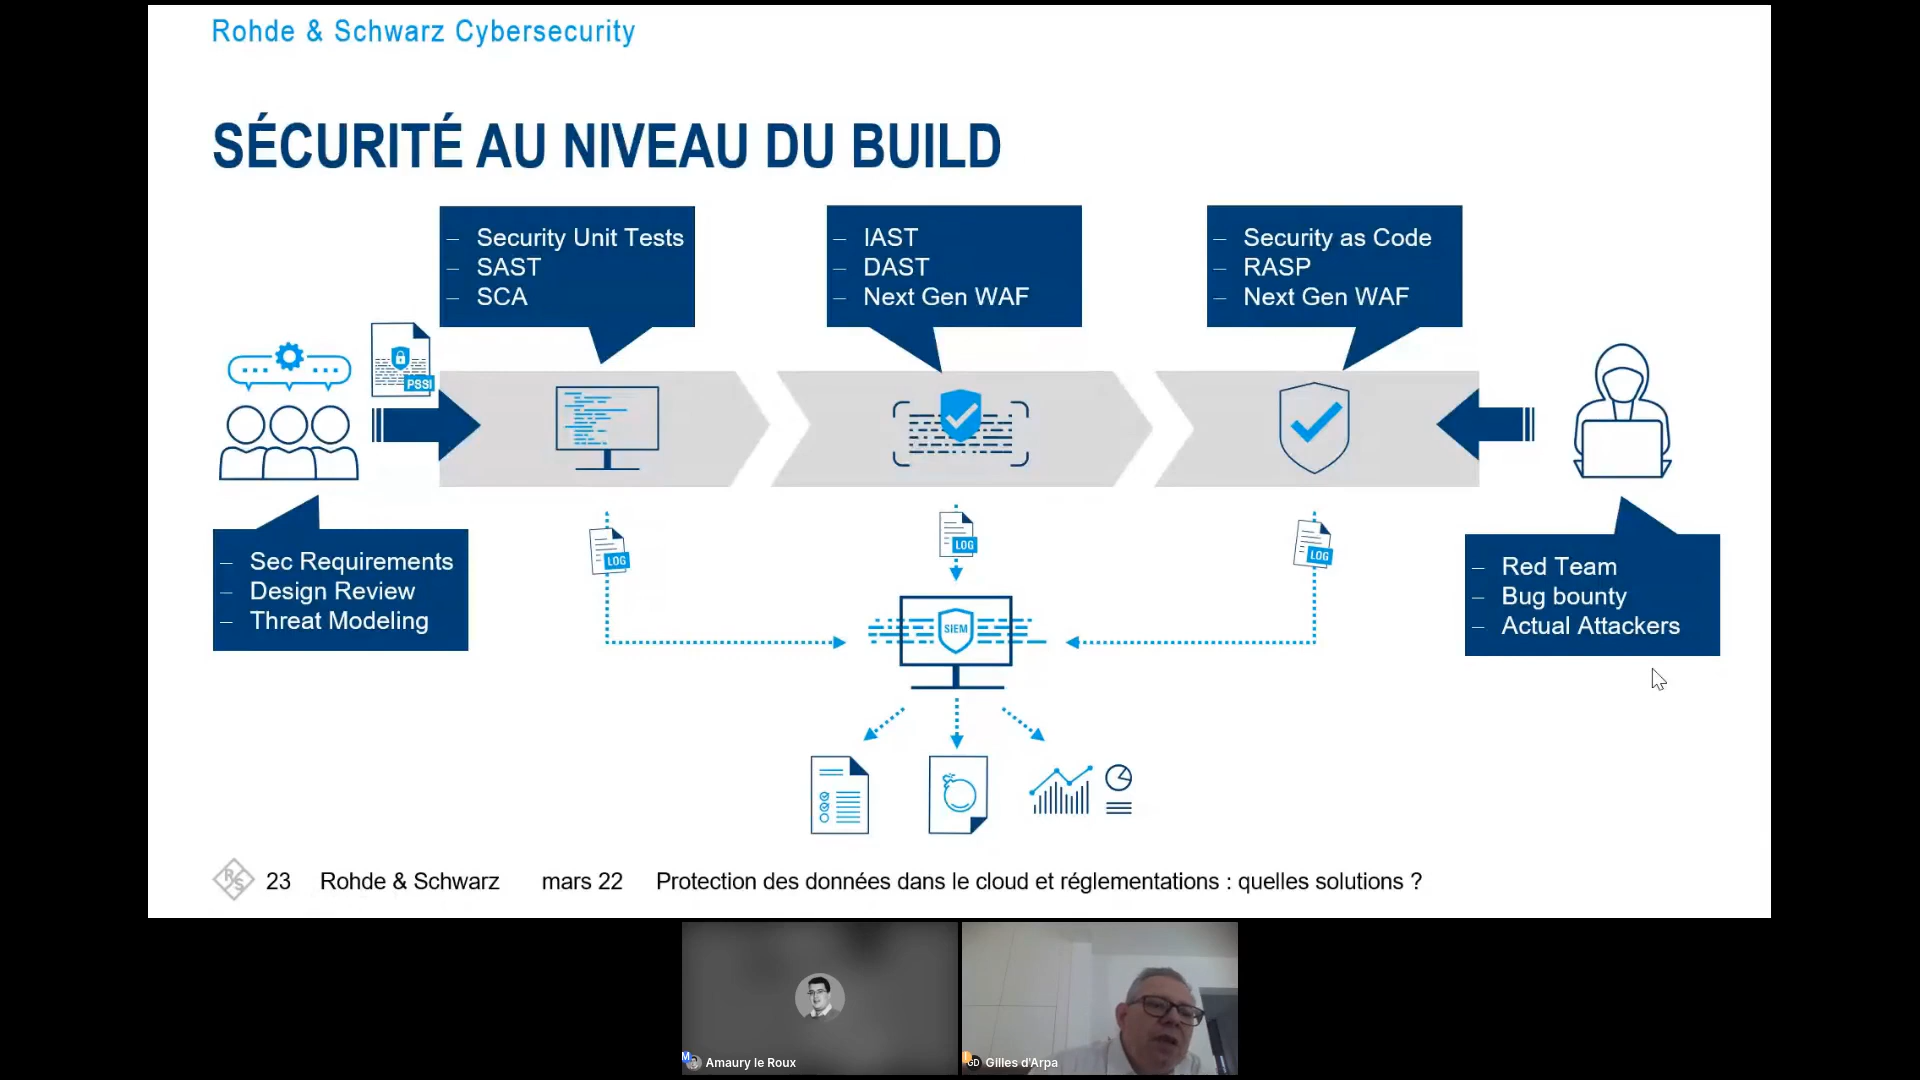 Rohde & Schwarz Cybersecurity
SÉCURITÉ AU NIVEAU DU BUILD
– Security Unit Tests
– SAST
– SCA
– IAST
– DAST
– Next Gen WAF
– Security as Code
– RASP
– Next Gen WAF
PSSI
– Sec Requirements
– Design Review
– Threat Modeling
LOG
LOG
LOG
– Red Team
– Bug bounty
– Actual Attackers
SIEM
RS
23 Rohde & Schwarz mars 22 Protection des données dans le cloud et réglementations : quelles solutions ?
M
Amaury le Roux
GD Gilles d'Arpa